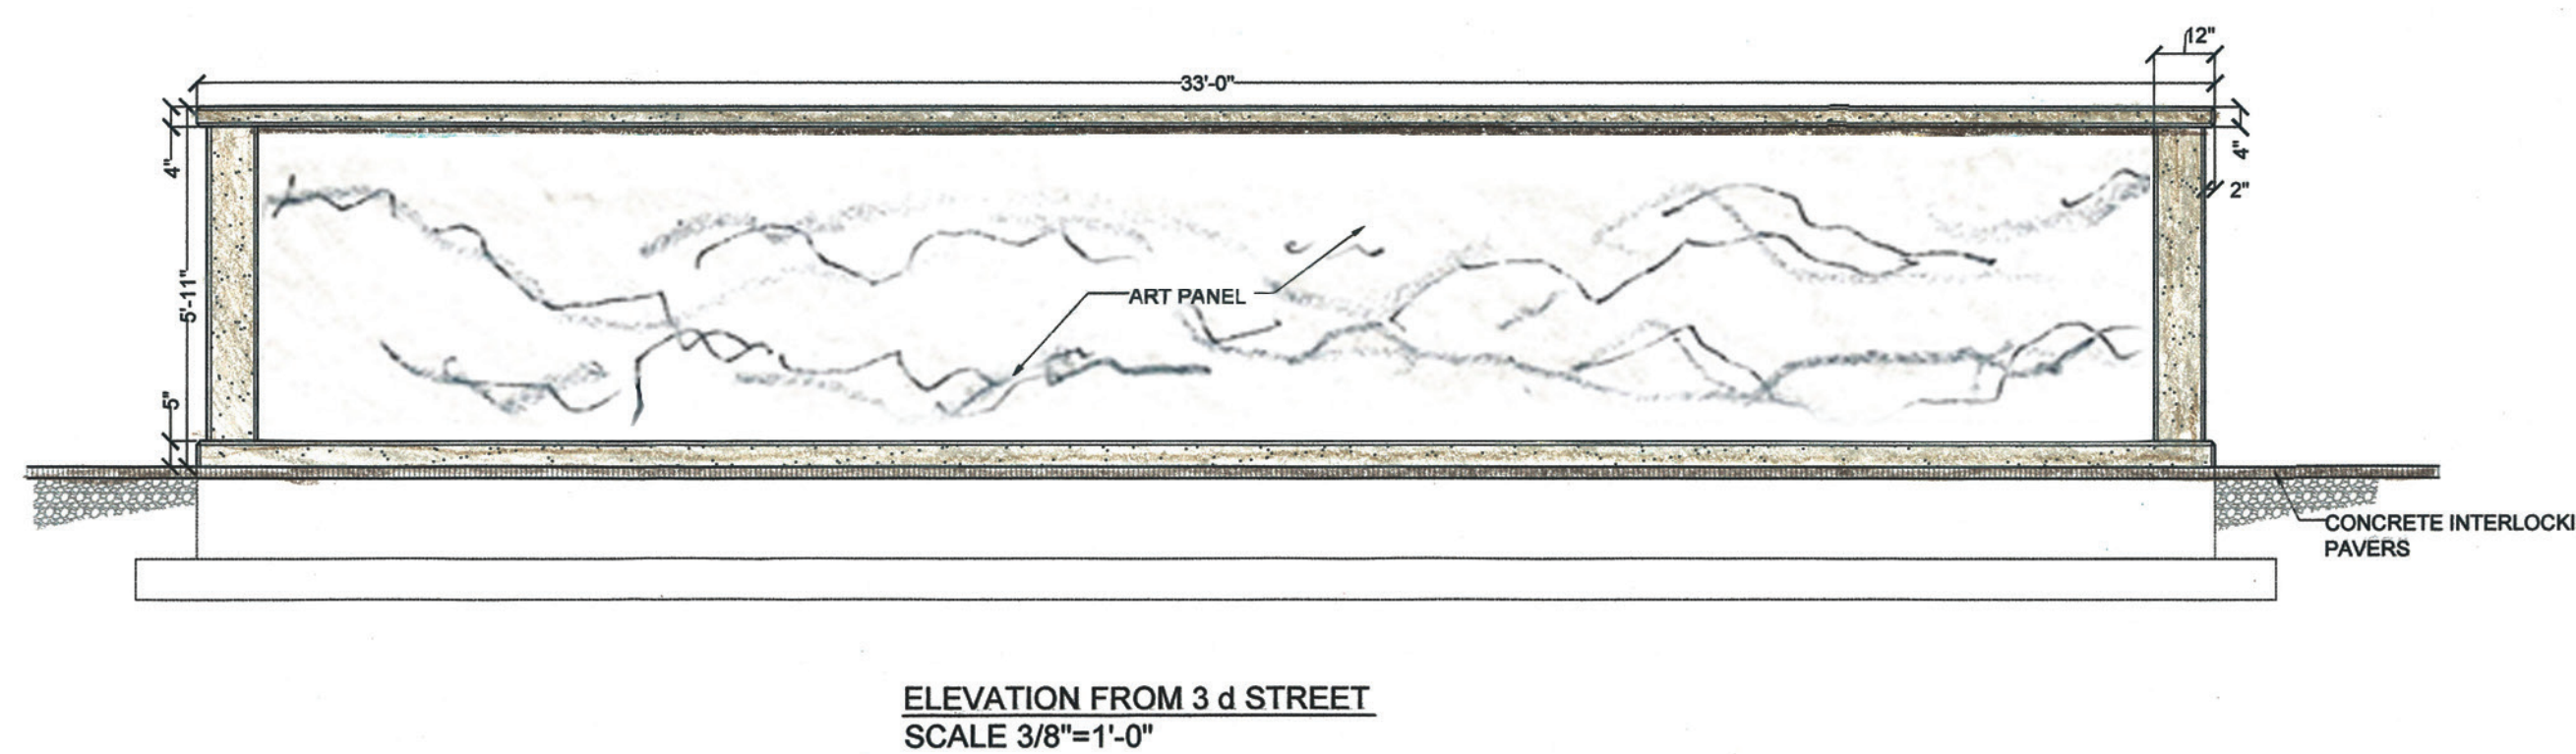 12"
33'-0"
4"
4"
2"
5'-11"
ART PANEL
5"
CONCRETE INTERLOCKI
PAVERS
ELEVATION FROM 3 d STREET
SCALE 3/8"=1'-0"